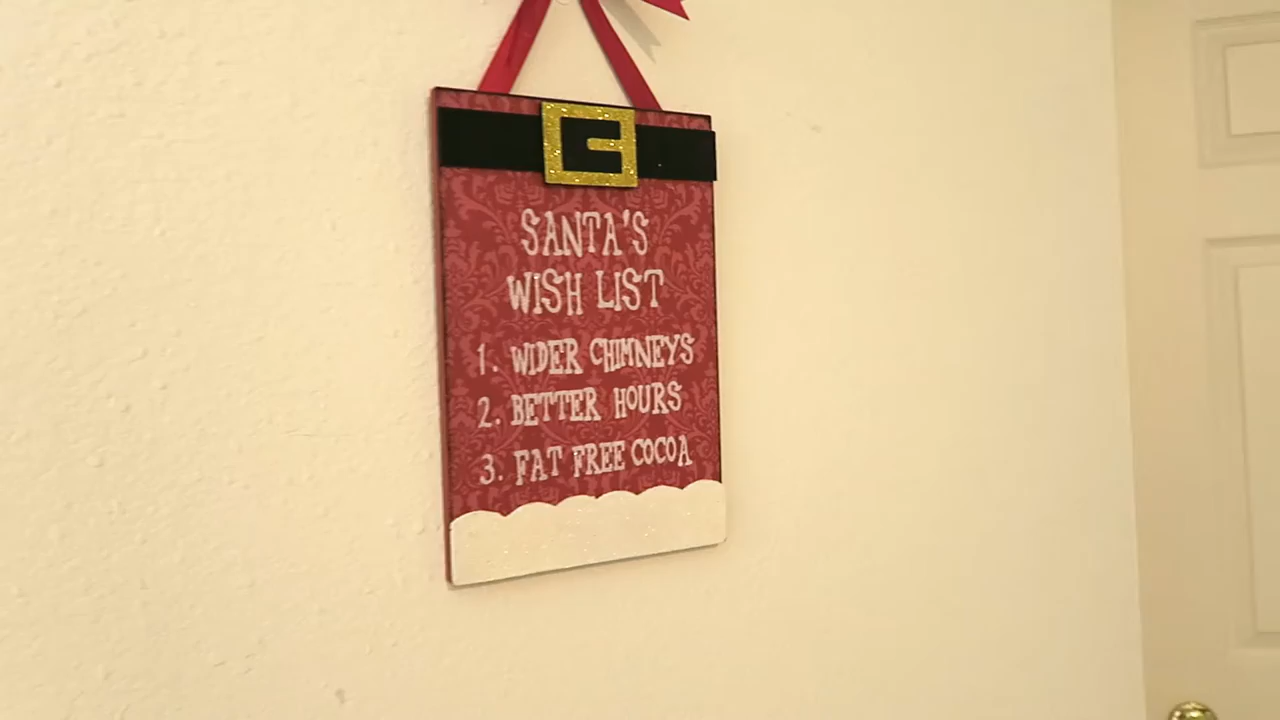 SANTA'S
WISH LIST
1. WIDER CHIMNEYS
2. BETTER HOURS
3. FAT FREE COCOA